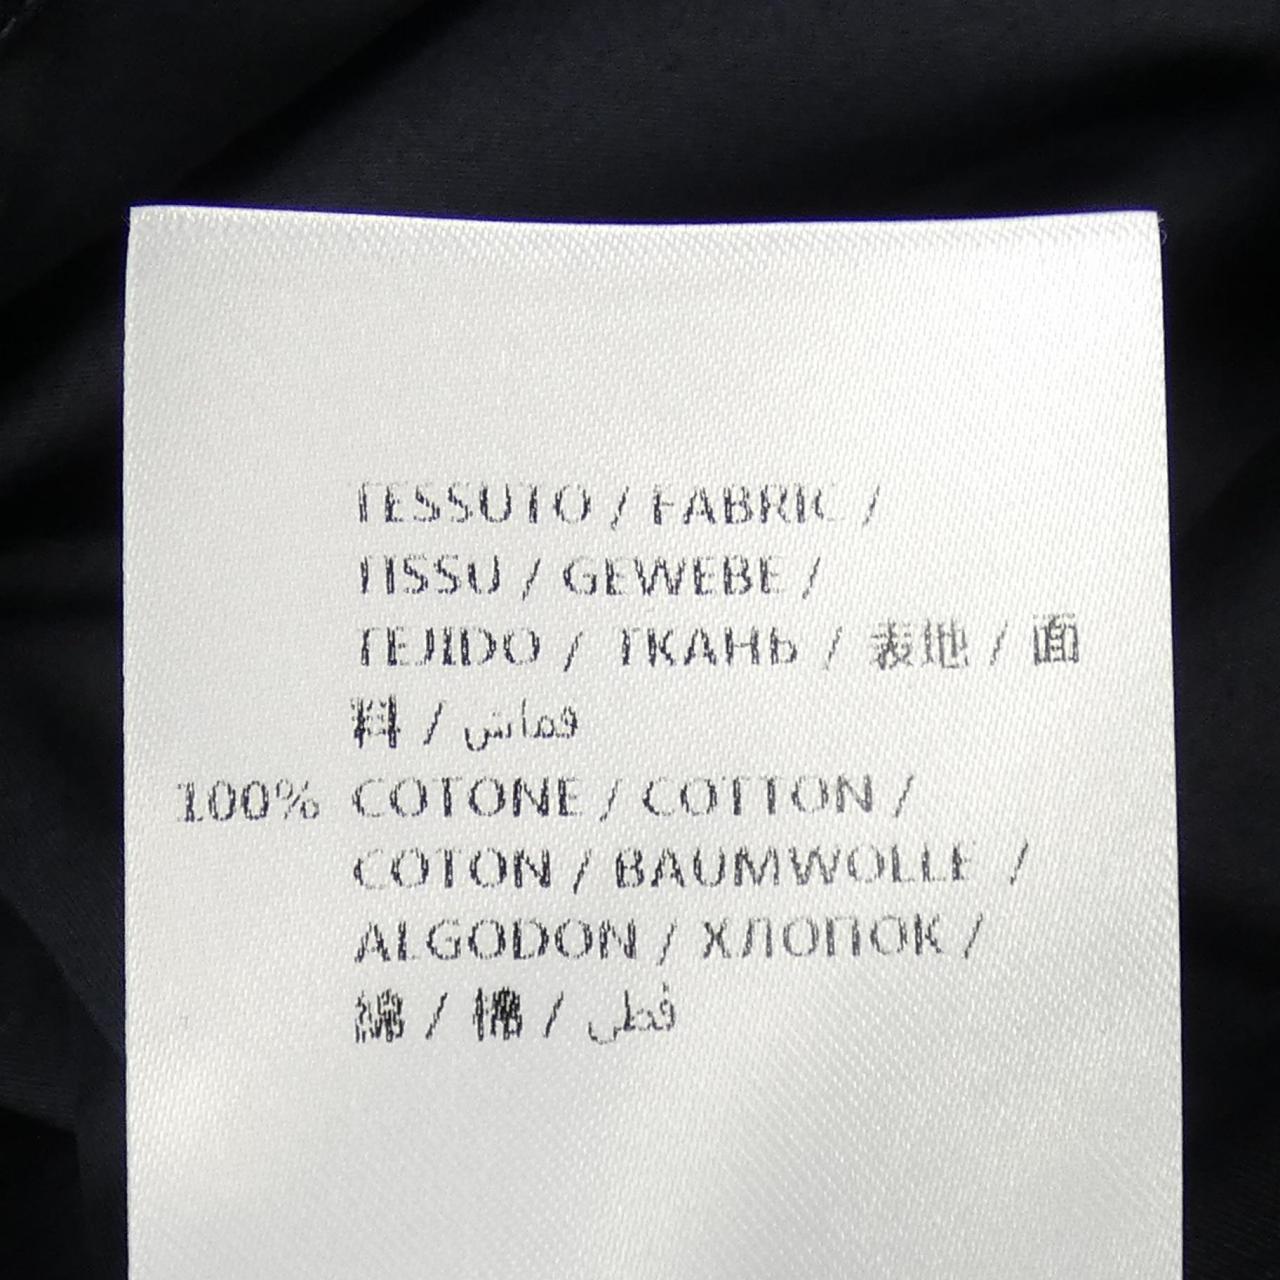 TESSUTO / FABRIC /
TISSU / GEWEBE /
TEJIDO / ТКАНЬ / 表地 / 面
料 / قماش
100% COTONE / COTTON /
COTON / BAUMWOLLE /
ALGODON / ХЛОПОК /
綿 / 棉 / قطن